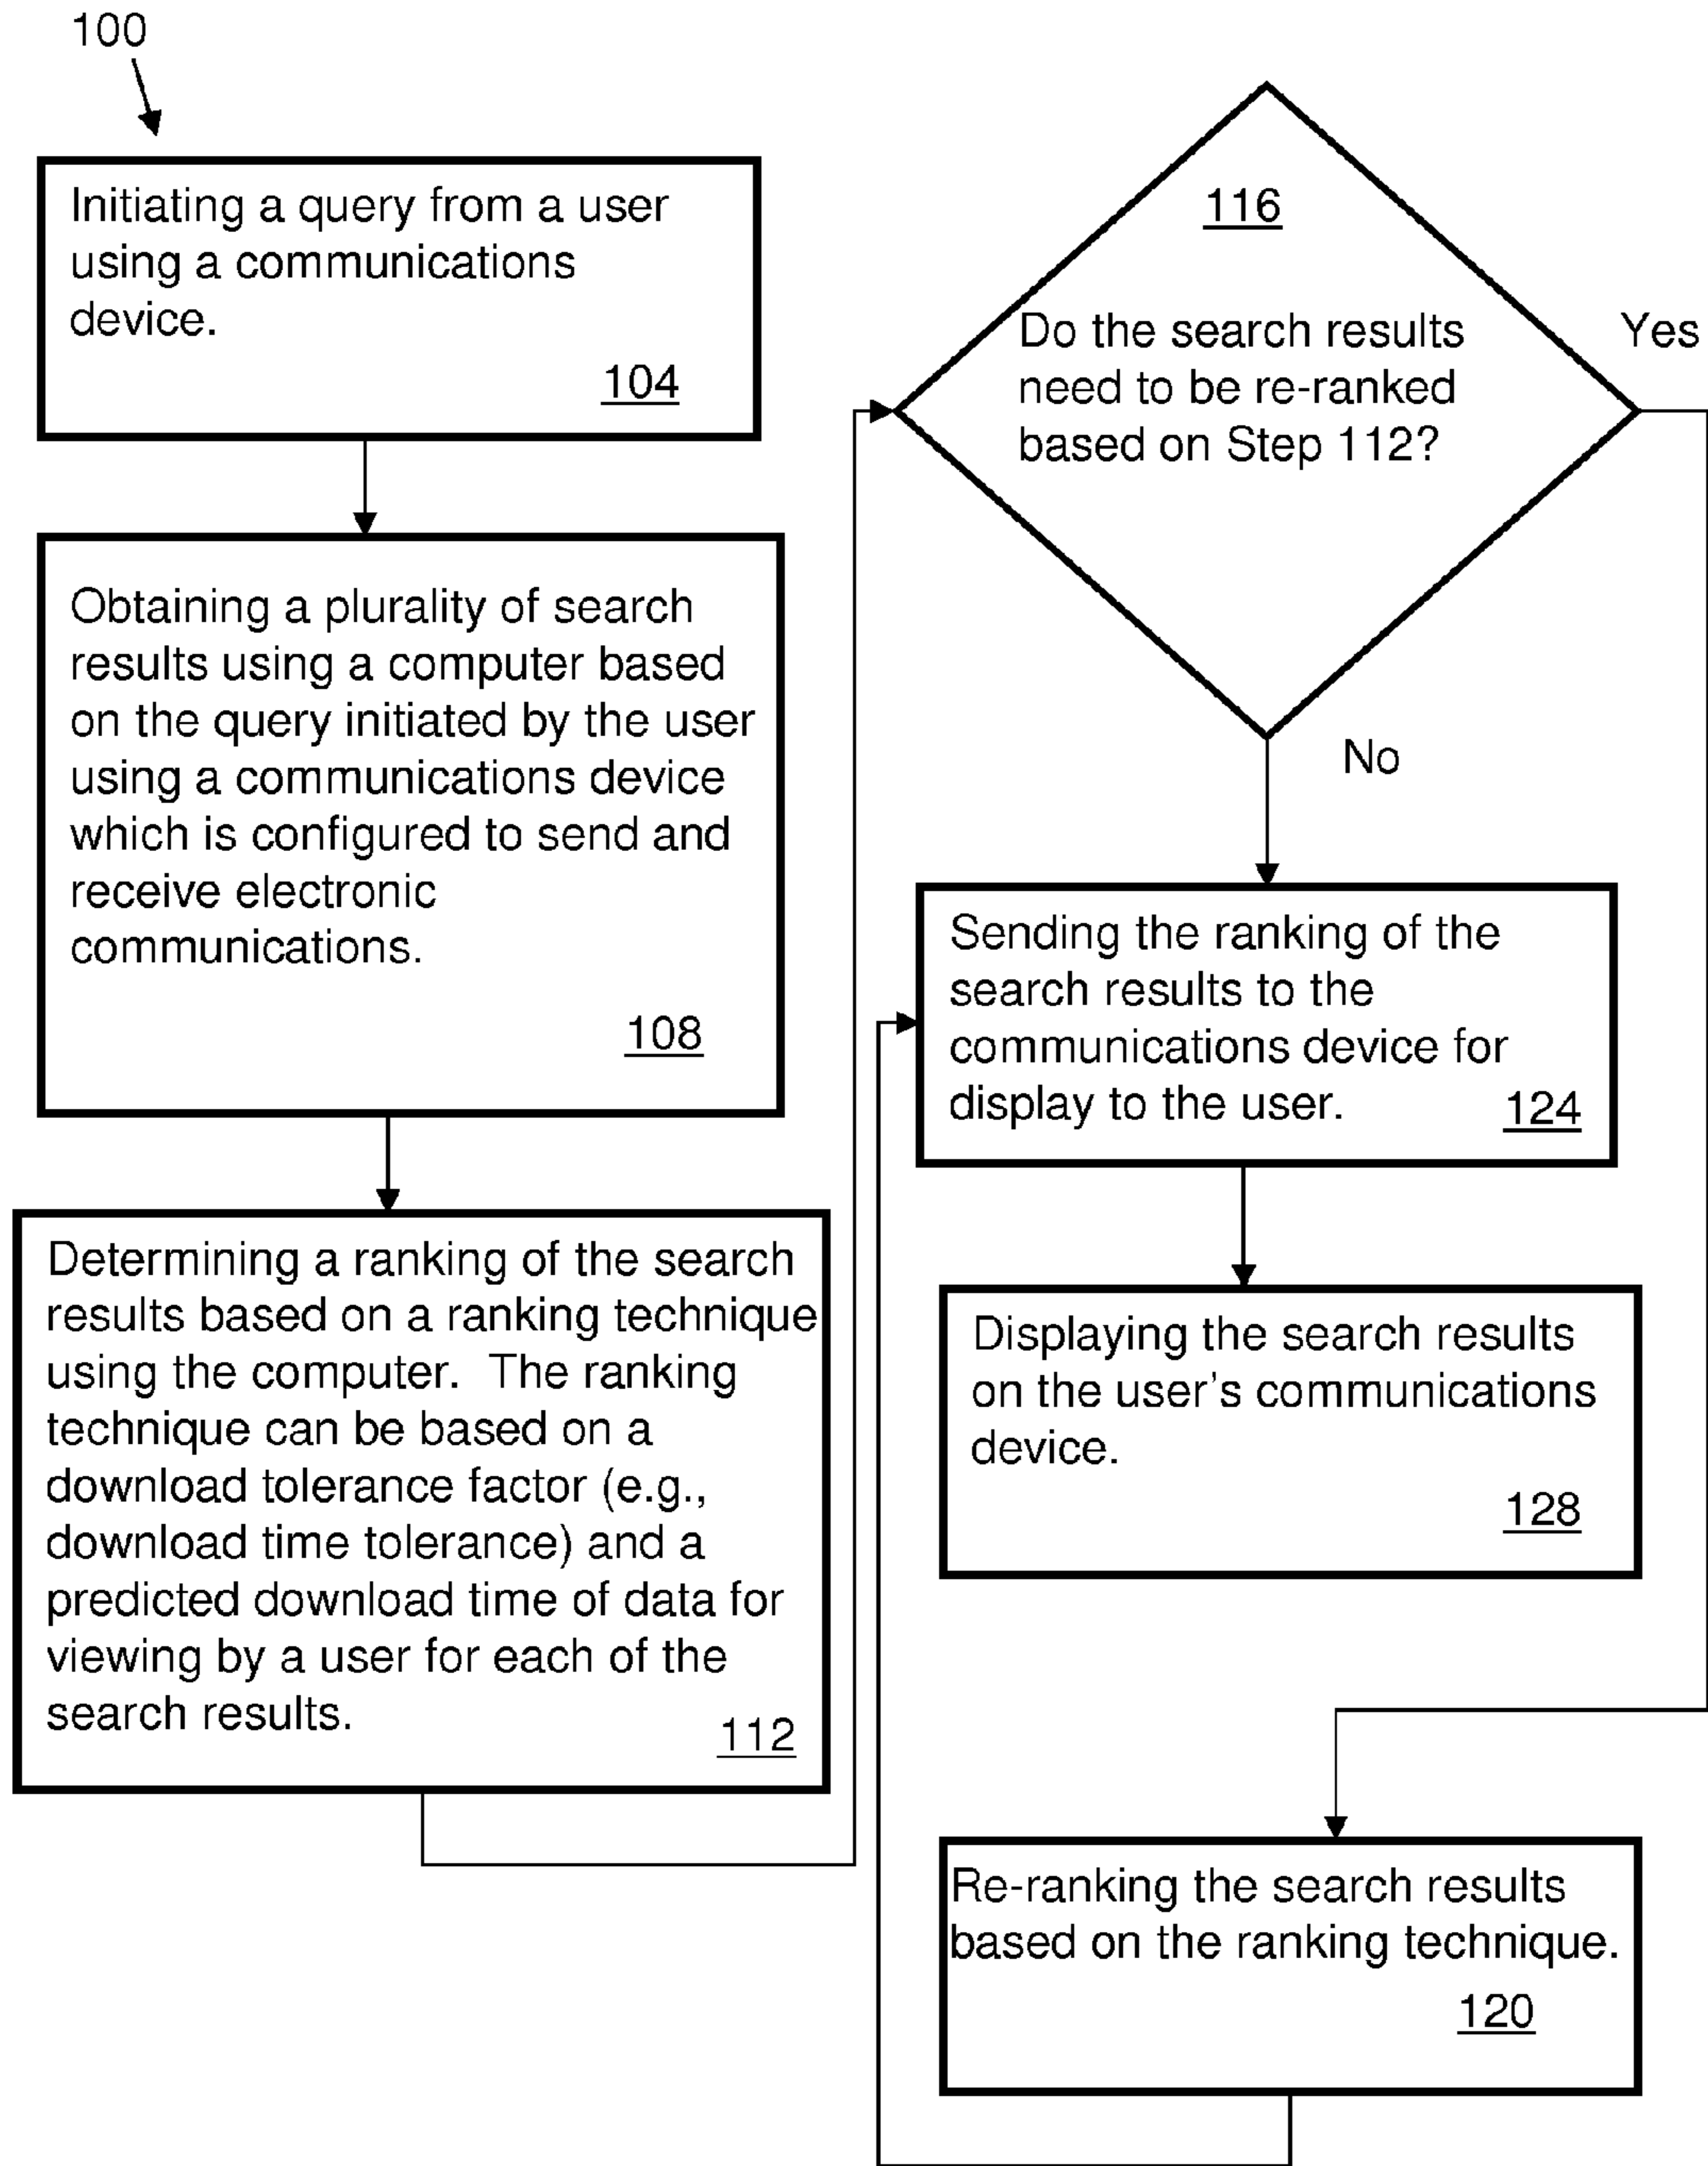 100
Initiating a query from a user
using a communications
device.
104
Obtaining a plurality of search
results using a computer based
on the query initiated by the user
using a communications device
which is configured to send and
receive electronic
communications.
108
Determining a ranking of the search
results based on a ranking technique
using the computer.  The ranking
technique can be based on a
download tolerance factor (e.g.,
download time tolerance) and a
predicted download time of data for
viewing by a user for each of the
search results.
112
116
Do the search results
need to be re-ranked
based on Step 112?
Yes
No
Sending the ranking of the
search results to the
communications device for
display to the user.
124
Displaying the search results
on the user's communications
device.
128
Re-ranking the search results
based on the ranking technique.
120